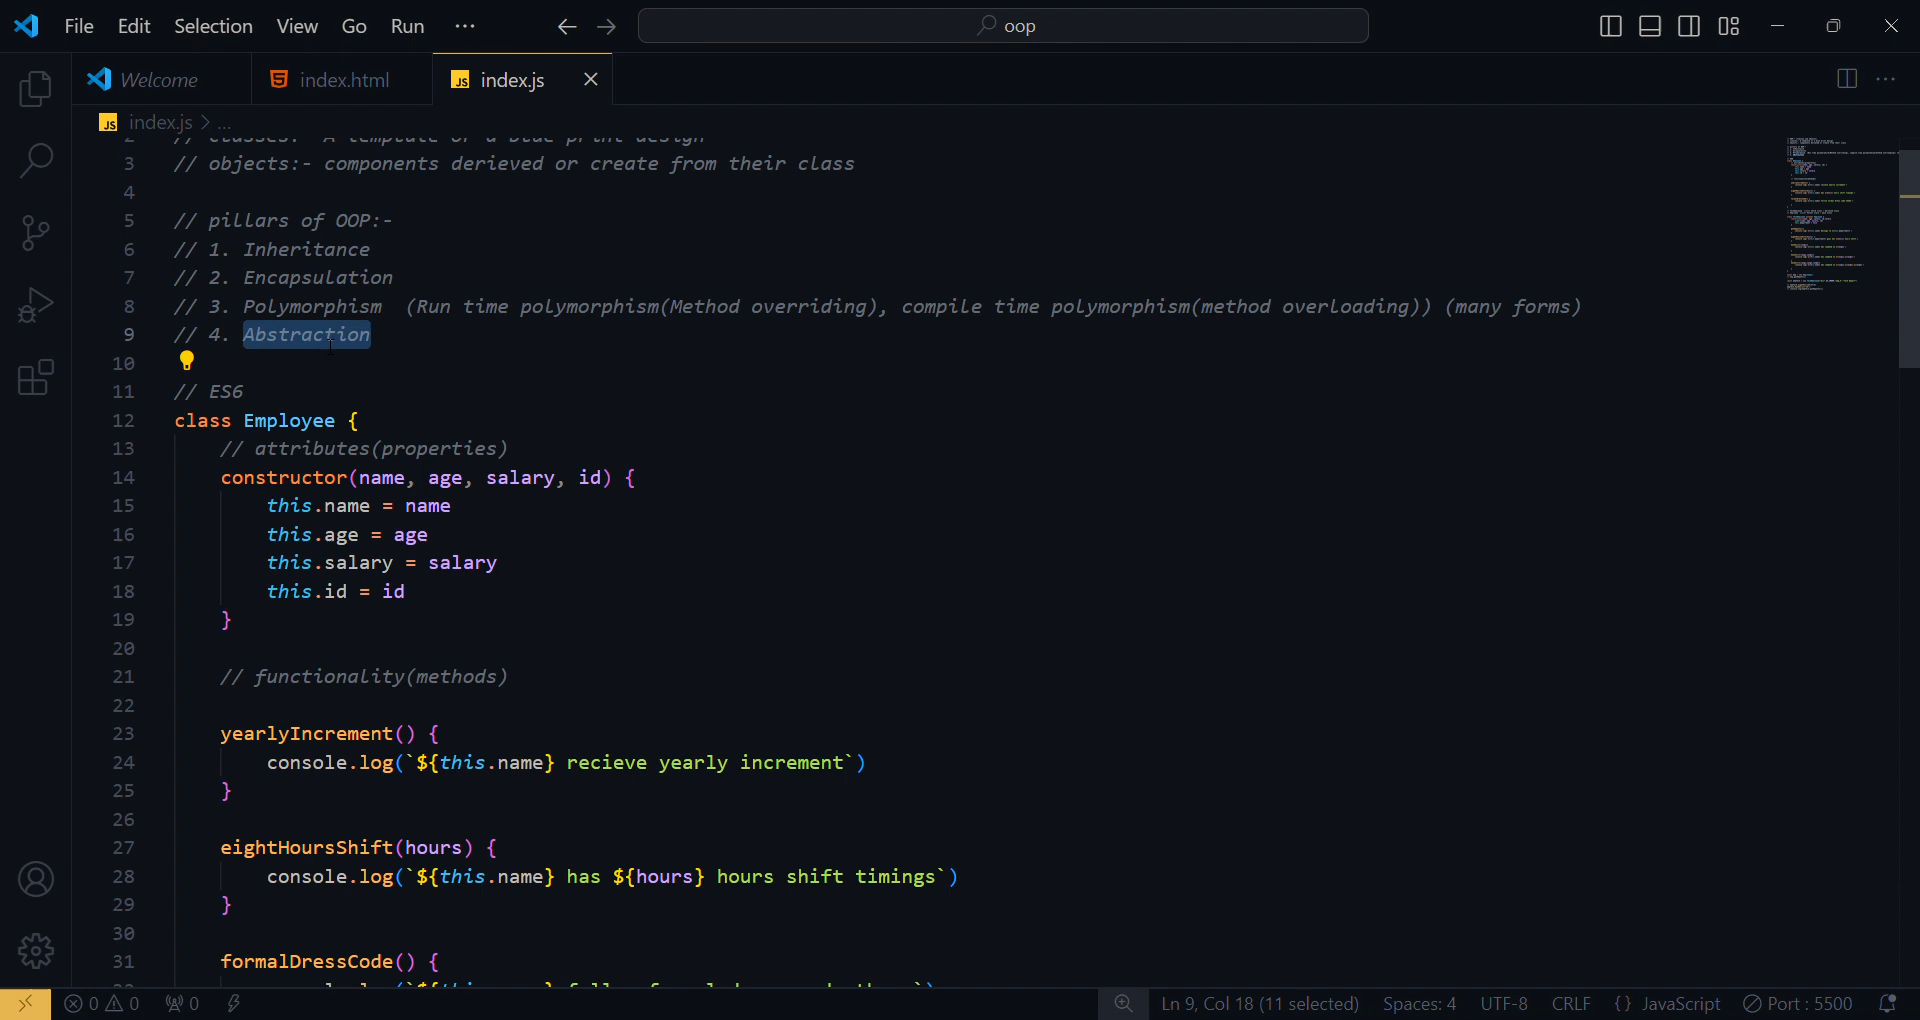 File Edit Selection View Go Run ··· oop
Welcome index.html JS index.js
JS index.js > ...
2 // classes:- A template or a blue print design
3 // objects:- components derieved or create from their class
4
5 // pillars of OOP:-
6 // 1. Inheritance
7 // 2. Encapsulation
8 // 3. Polymorphism (Run time polymorphism(Method overriding), compile time polymorphism(method overloading)) (many forms)
9 // 4. Abstraction
10
11 // ES6
12 class Employee {
13 // attributes(properties)
14 constructor(name, age, salary, id) {
15 this.name = name
16 this.age = age
17 this.salary = salary
18 this.id = id
19 }
20
21 // functionality(methods)
22
23 yearlyIncrement() {
24 console.log(`${this.name} recieve yearly increment`)
25 }
26
27 eightHoursShift(hours) {
28 console.log(`${this.name} has ${hours} hours shift timings`)
29 }
30
31 formalDressCode() {
0 0 0 Ln 9, Col 18 (11 selected) Spaces: 4 UTF-8 CRLF {} JavaScript Port : 5500